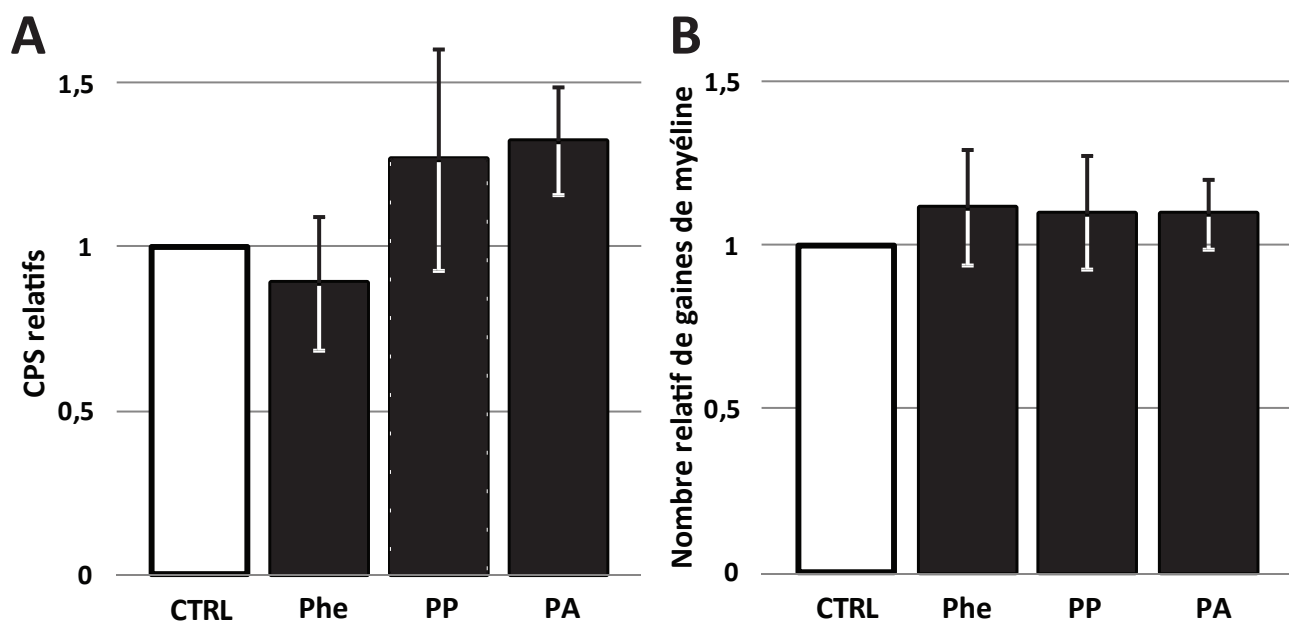 A
CPS relatifs
1,5
1
0,5
0
CTRL Phe PP PA
B
Nombre relatif de gaines de myéline
1,5
1
0,5
0
CTRL Phe PP PA